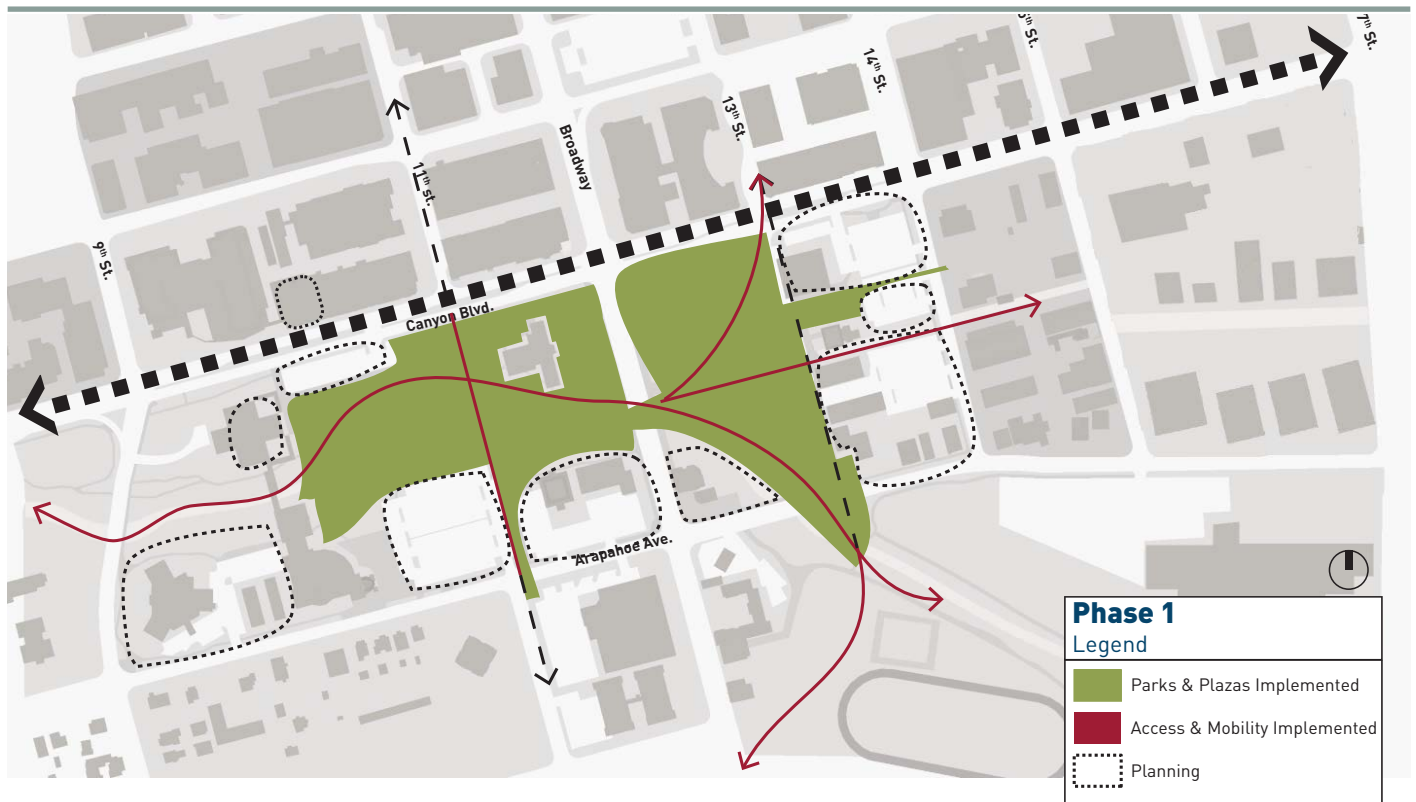 7th St.
14th St.
13th St.
Broadway
11th st.
9th St.
Canyon Blvd.
Arapahoe Ave.
Phase 1
Legend
Parks & Plazas Implemented
Access & Mobility Implemented
Planning